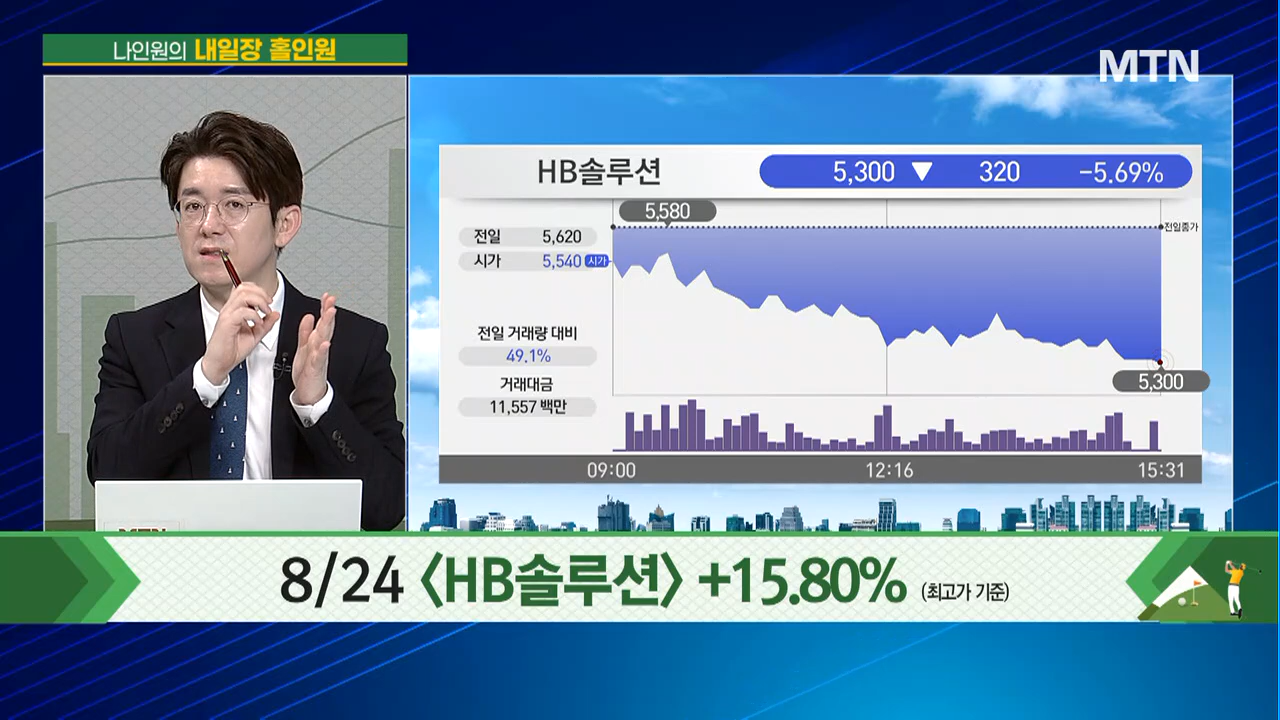 나인원의 내일장 홀인원
MTN
HB솔루션
5,300 ▼ 320 -5.69%
5,580
전일종가
전일 5,620
시가 5,540 시가
전일 거래량 대비
49.1%
거래대금
11,557 백만
5,300
09:00 12:16 15:31
8/24 <HB솔루션> +15.80% (최고가 기준)